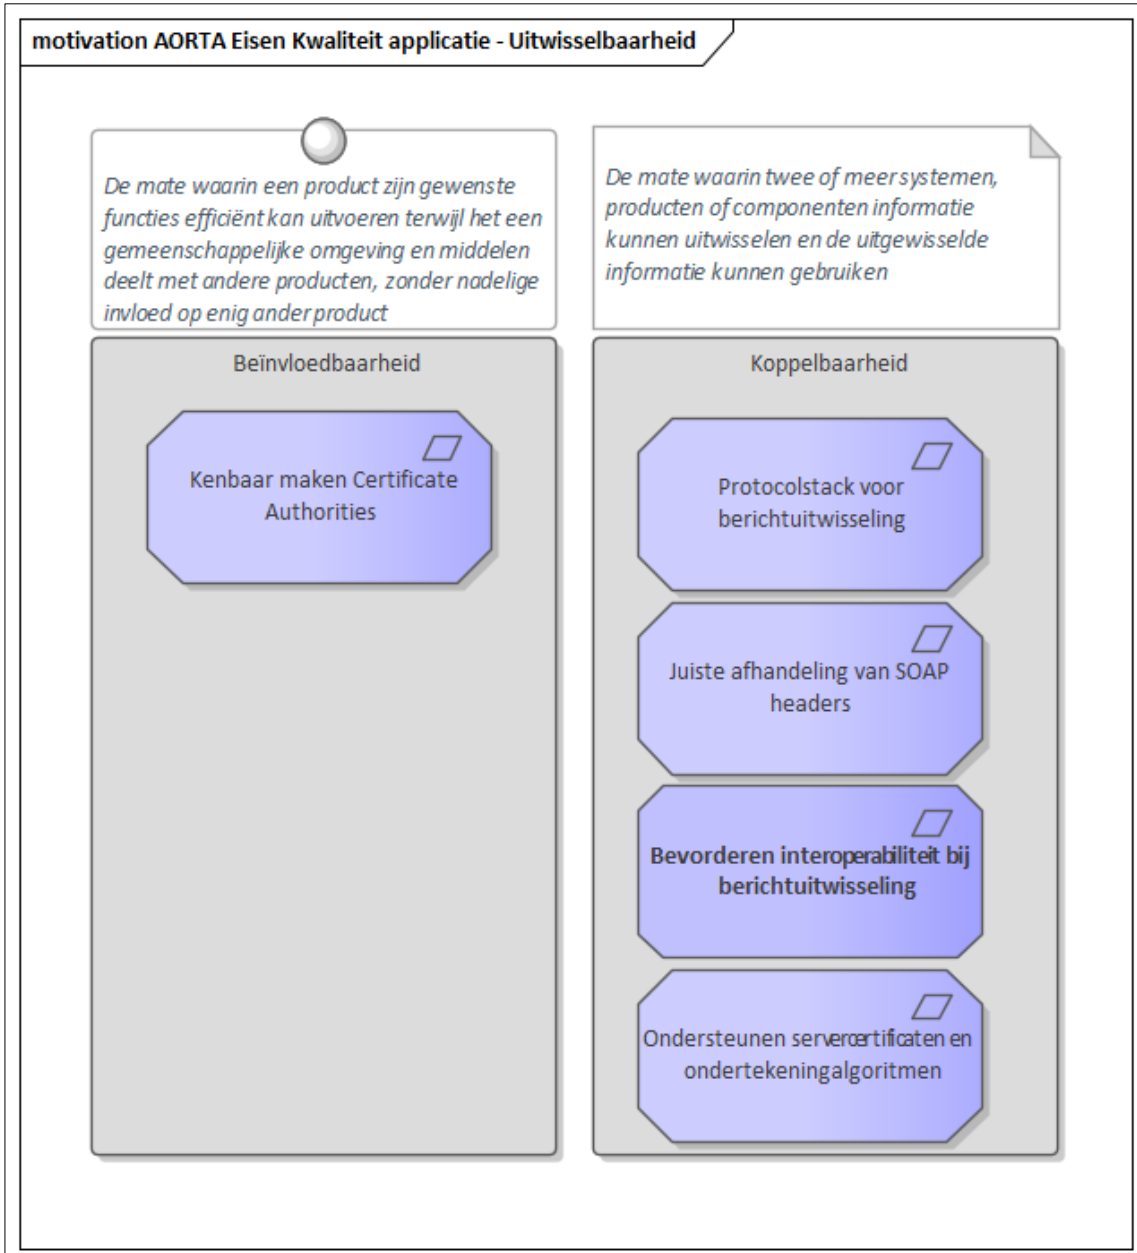 motivation AORTA Eisen Kwaliteit applicatie - Uitwisselbaarheid
De mate waarin een product zijn gewenste
functies efficiënt kan uitvoeren terwijl het een
gemeenschappelijke omgeving en middelen
deelt met andere producten, zonder nadelige
invloed op enig ander product
De mate waarin twee of meer systemen,
producten of componenten informatie
kunnen uitwisselen en de uitgewisselde
informatie kunnen gebruiken
Beïnvloedbaarheid
Kenbaar maken Certificate
Authorities
Koppelbaarheid
Protocolstack voor
berichtuitwisseling
Juiste afhandeling van SOAP
headers
Bevorderen interoperabiliteit bij
berichtuitwisseling
Ondersteunen servercertificaten en
ondertekeningalgoritmen